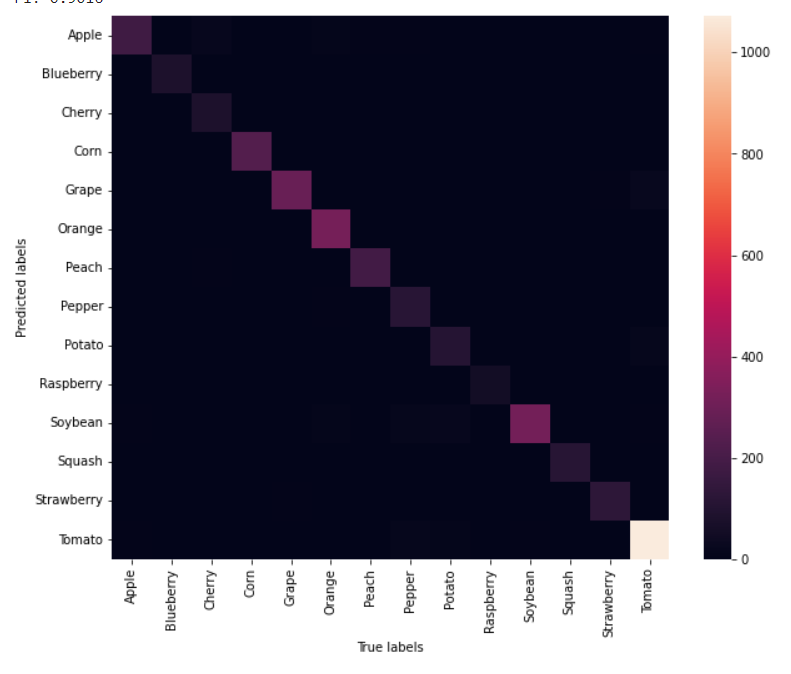 Apple
Blueberry
Cherry
Corn
Grape
Orange
Peach
Pepper
Potato
Raspberry
Soybean
Squash
Strawberry
Tomato
Predicted labels
Apple
Blueberry
Cherry
Corn
Grape
Orange
Peach
Pepper
Potato
Raspberry
Soybean
Squash
Strawberry
Tomato
True labels
1000
800
600
400
200
0